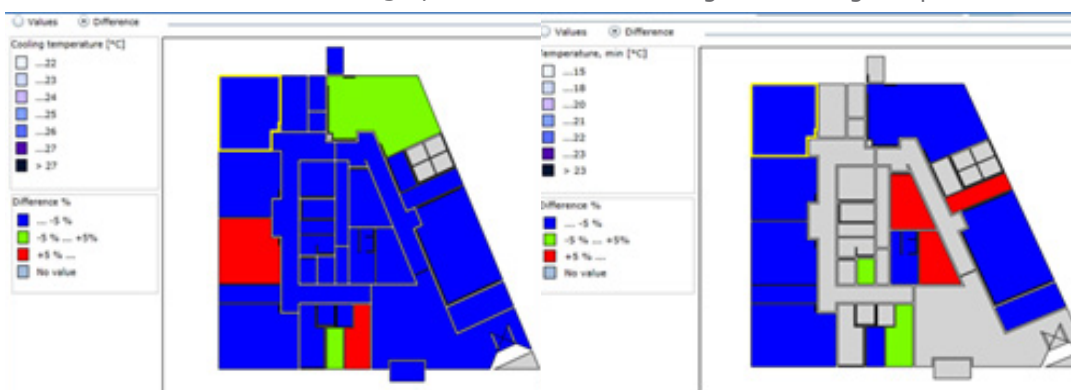 Values Difference
Cooling temperature [°C]
...22
...23
...24
...25
...26
...27
> 27
Difference %
... -5 %
-5 % ... +5%
+5 % ...
No value
Values Difference
Temperature, min [°C]
...15
...18
...20
...21
...22
...23
> 23
Difference %
... -5 %
-5 % ... +5%
+5 % ...
No value